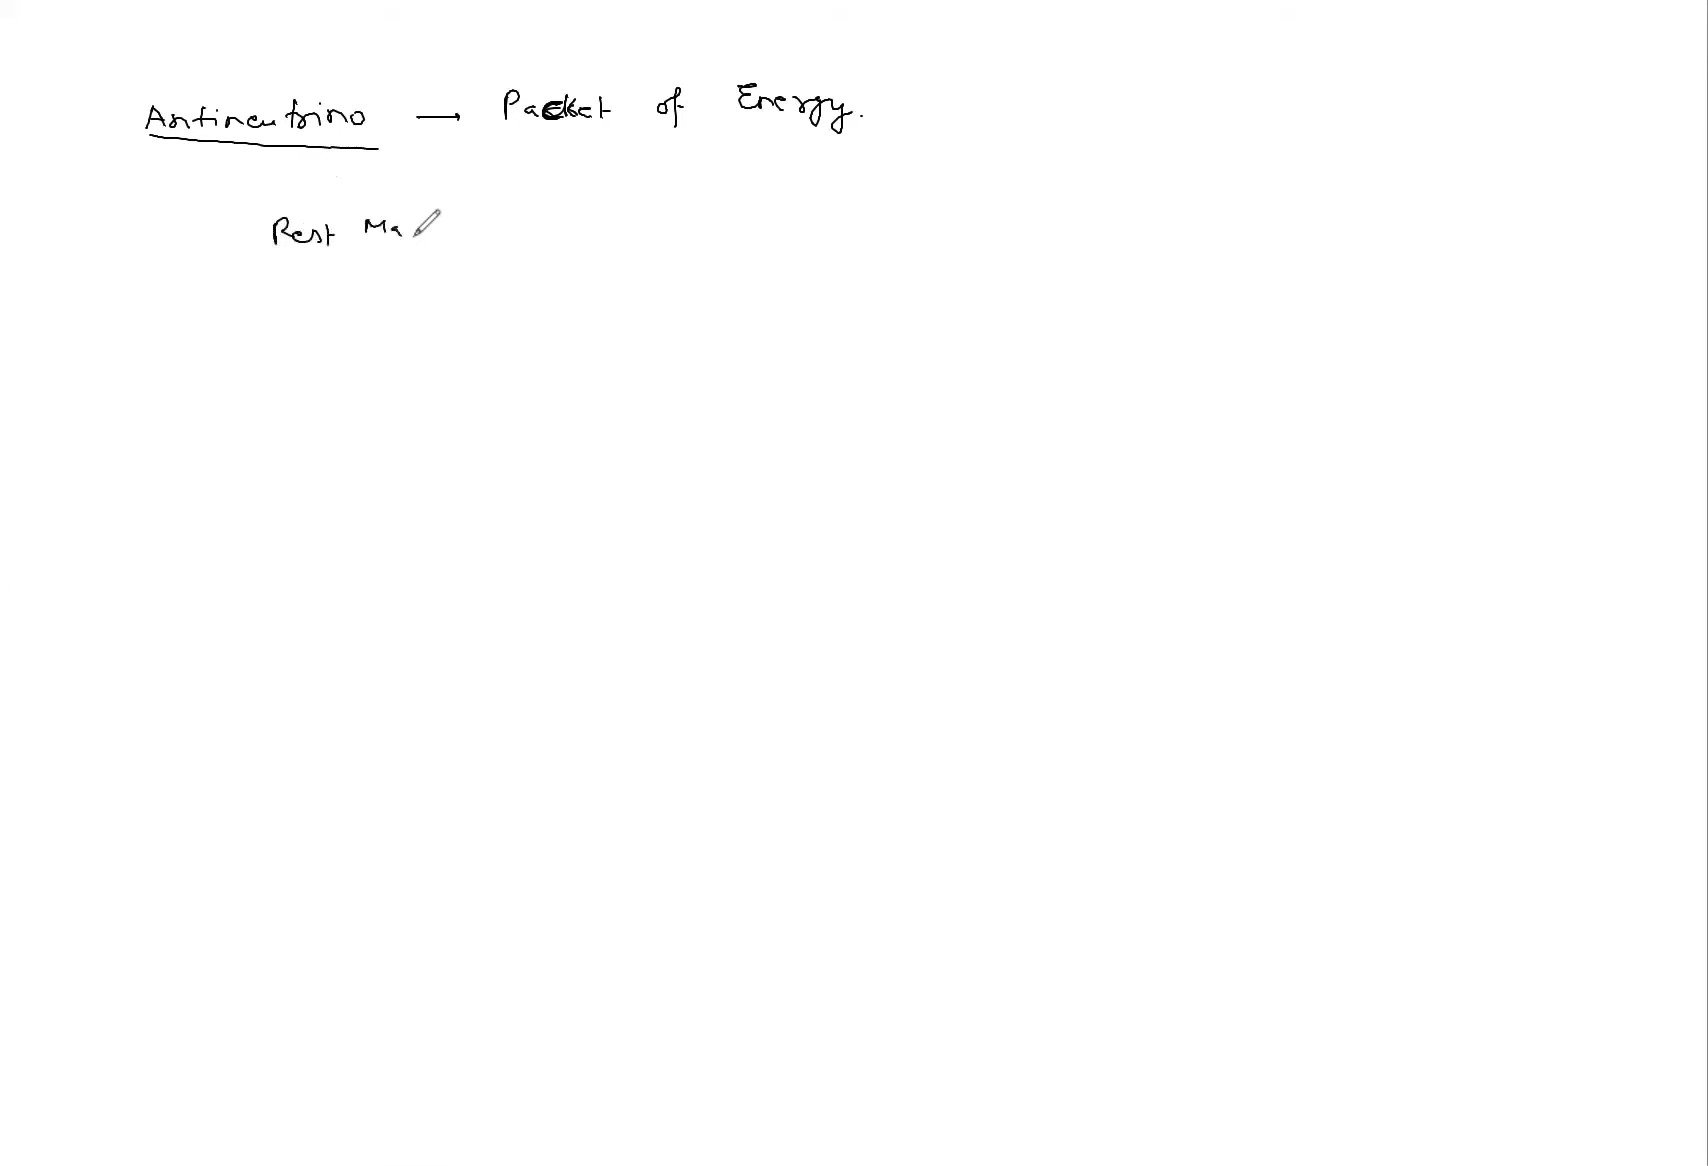 Antineutrino → Packet of Energy.
Rest Ma